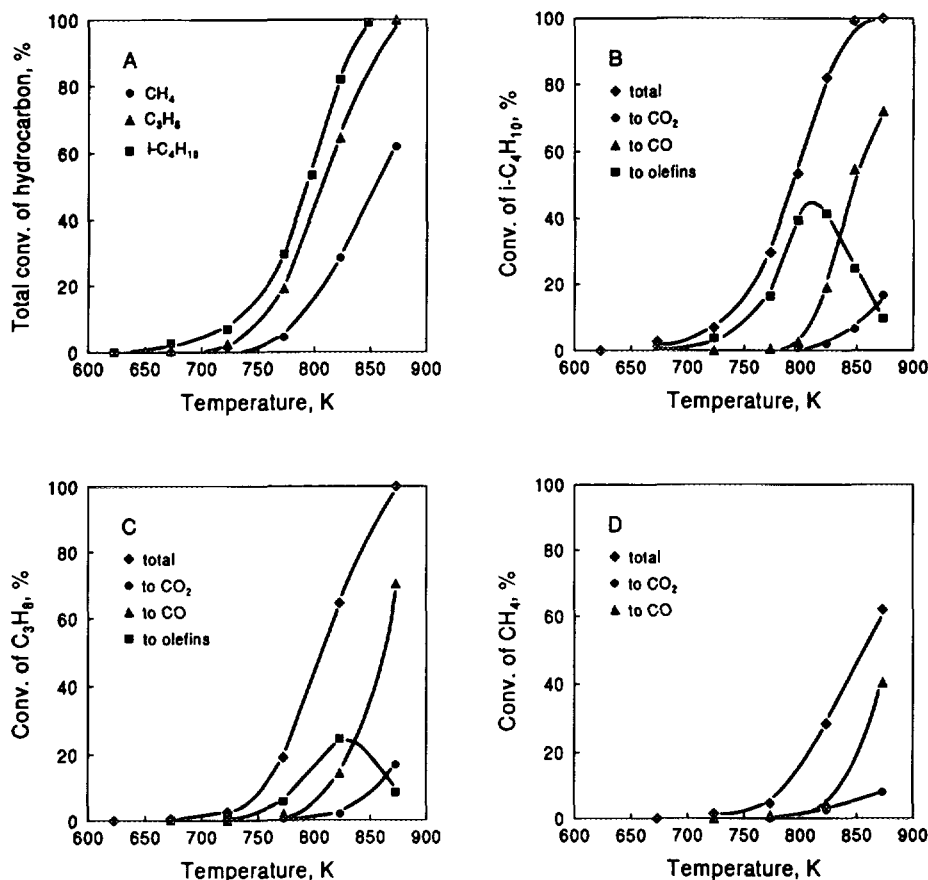 A
CH₄
C₃H₈
i-C₄H₁₀
Total conv. of hydrocarbon, %
100
80
60
40
20
0
600 650 700 750 800 850 900
Temperature, K
B
total
to CO₂
to CO
to olefins
Conv. of i-C₄H₁₀, %
100
80
60
40
20
0
600 650 700 750 800 850 900
Temperature, K
C
total
to CO₂
to CO
to olefins
Conv. of C₃H₈, %
100
80
60
40
20
0
600 650 700 750 800 850 900
Temperature, K
D
total
to CO₂
to CO
Conv. of CH₄, %
100
80
60
40
20
0
600 650 700 750 800 850 900
Temperature, K